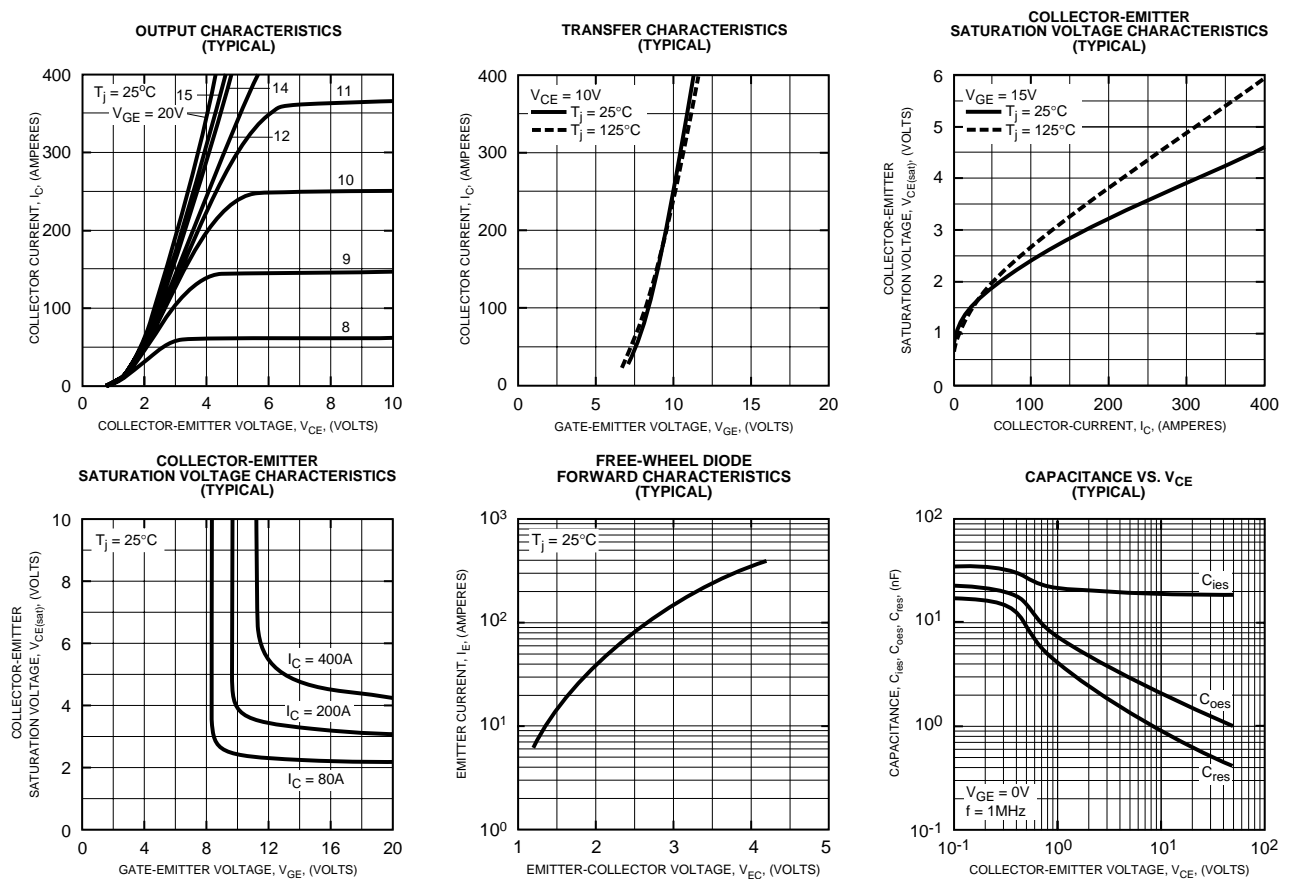 OUTPUT CHARACTERISTICS
(TYPICAL)
400
300
200
100
0
0 2 4 6 8 10
COLLECTOR CURRENT, IC, (AMPERES)
COLLECTOR-EMITTER VOLTAGE, VCE, (VOLTS)
Tj = 25oC
VGE = 20V
15
14
11
12
10
9
8
TRANSFER CHARACTERISTICS
(TYPICAL)
400
300
200
100
0
0 5 10 15 20
COLLECTOR CURRENT, IC, (AMPERES)
GATE-EMITTER VOLTAGE, VGE, (VOLTS)
VCE = 10V
Tj = 25°C
Tj = 125°C
COLLECTOR-EMITTER
SATURATION VOLTAGE CHARACTERISTICS
(TYPICAL)
6
5
4
3
2
1
0
0 100 200 300 400
COLLECTOR-EMITTER
SATURATION VOLTAGE, VCE(sat), (VOLTS)
COLLECTOR-CURRENT, IC, (AMPERES)
VGE = 15V
Tj = 25°C
Tj = 125°C
COLLECTOR-EMITTER
SATURATION VOLTAGE CHARACTERISTICS
(TYPICAL)
10
8
6
4
2
0
0 4 8 12 16 20
COLLECTOR-EMITTER
SATURATION VOLTAGE, VCE(sat), (VOLTS)
GATE-EMITTER VOLTAGE, VGE, (VOLTS)
Tj = 25°C
IC = 400A
IC = 200A
IC = 80A
FREE-WHEEL DIODE
FORWARD CHARACTERISTICS
(TYPICAL)
10³
10²
10¹
10⁰
1 2 3 4 5
EMITTER CURRENT, IE, (AMPERES)
EMITTER-COLLECTOR VOLTAGE, VEC, (VOLTS)
Tj = 25°C
CAPACITANCE VS. VCE
(TYPICAL)
10²
10¹
10⁰
10⁻¹
10⁻¹ 10⁰ 10¹ 10²
CAPACITANCE, Cies, Coes, Cres, (nF)
COLLECTOR-EMITTER VOLTAGE, VCE, (VOLTS)
Cies
Coes
Cres
VGE = 0V
f = 1MHz